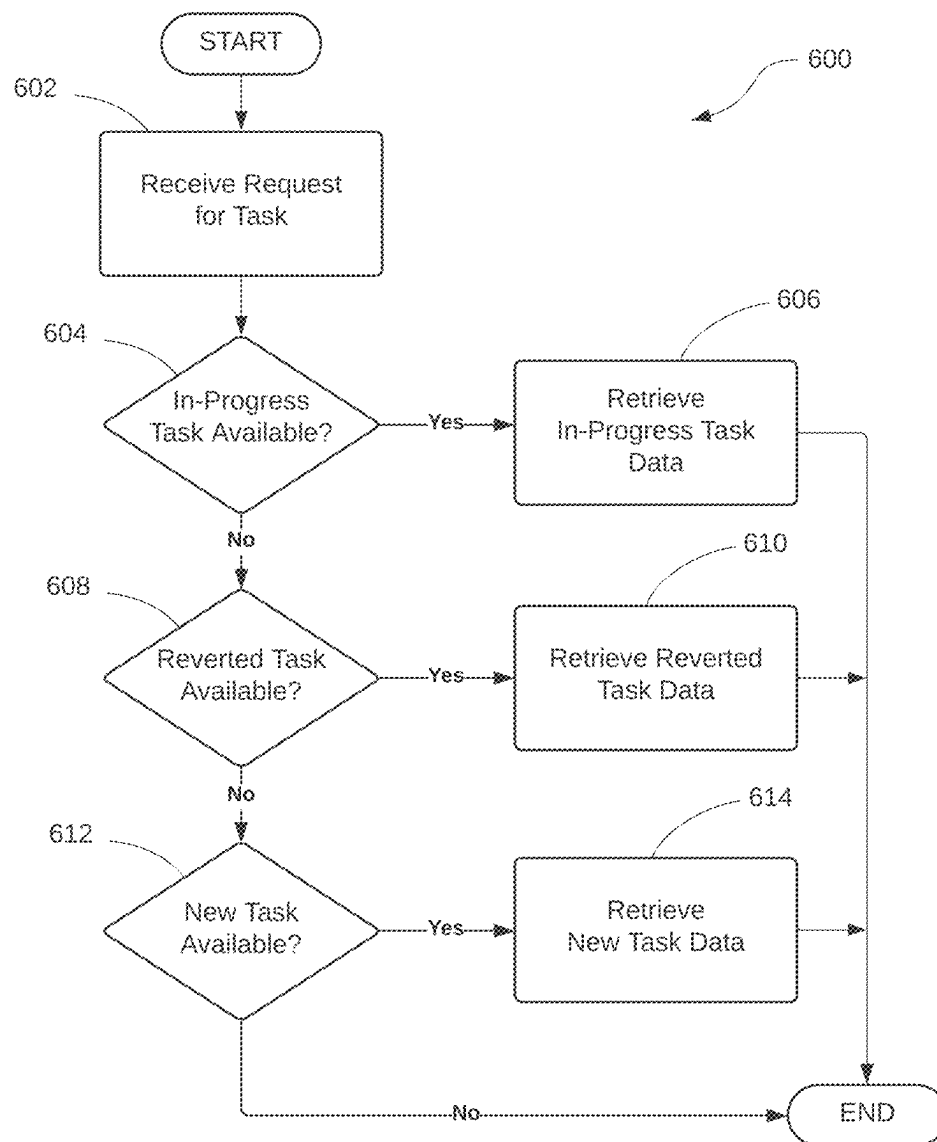 START
600
602
Receive Request
for Task
604
In-Progress
Task Available?
Yes
606
Retrieve
In-Progress Task
Data
No
608
Reverted Task
Available?
Yes
610
Retrieve Reverted
Task Data
No
612
New Task
Available?
Yes
614
Retrieve
New Task Data
No
END